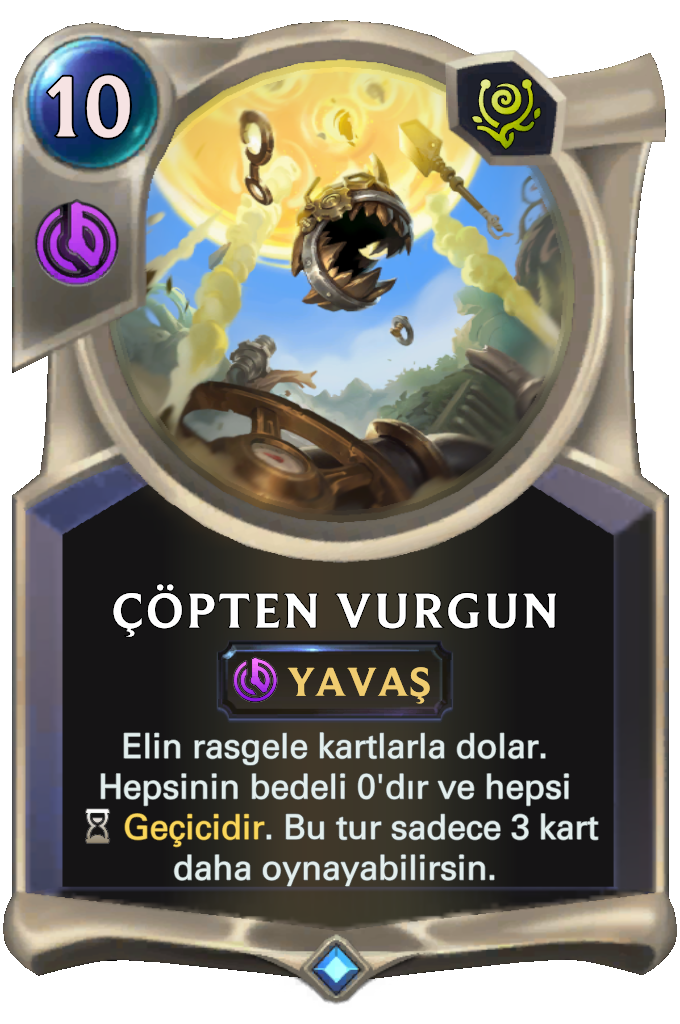 10
ÇÖPTEN VURGUN
YAVAŞ
Elin rasgele kartlarla dolar.
Hepsinin bedeli 0'dır ve hepsi
Geçicidir. Bu tur sadece 3 kart
daha oynayabilirsin.